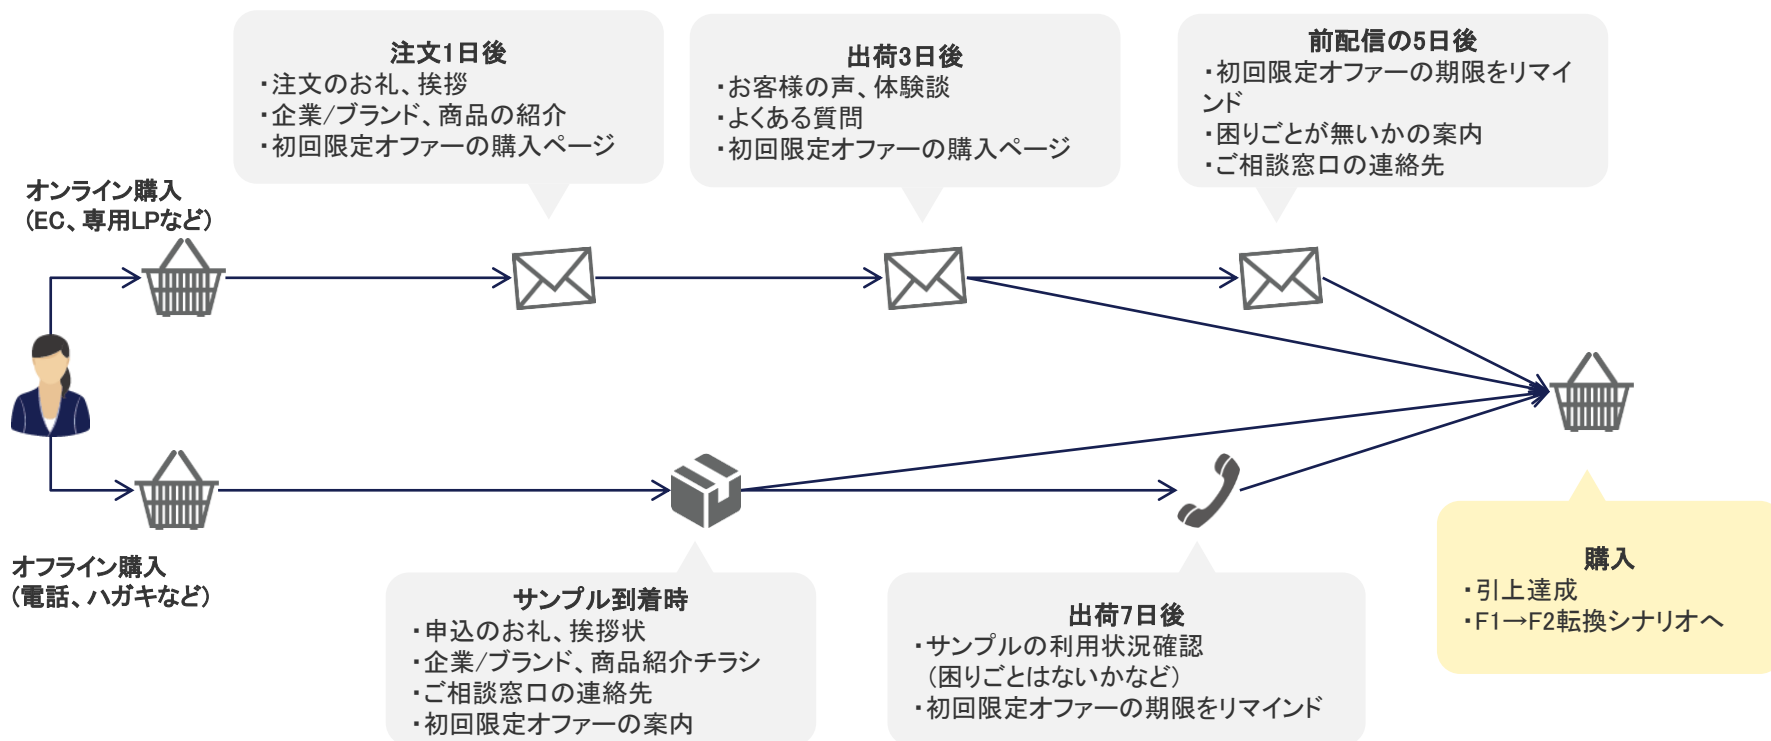 注文1日後
・注文のお礼、挨拶
・企業/ブランド、商品の紹介
・初回限定オファーの購入ページ
出荷3日後
・お客様の声、体験談
・よくある質問
・初回限定オファーの購入ページ
前配信の5日後
・初回限定オファーの期限をリマイ
ンド
・困りごとが無いかの案内
・ご相談窓口の連絡先
オンライン購入
(EC、専用LPなど)
オフライン購入
(電話、ハガキなど)
サンプル到着時
・申込のお礼、挨拶状
・企業/ブランド、商品紹介チラシ
・ご相談窓口の連絡先
・初回限定オファーの案内
出荷7日後
・サンプルの利用状況確認
(困りごとはないかなど)
・初回限定オファーの期限をリマインド
購入
・引上達成
・F1→F2転換シナリオへ